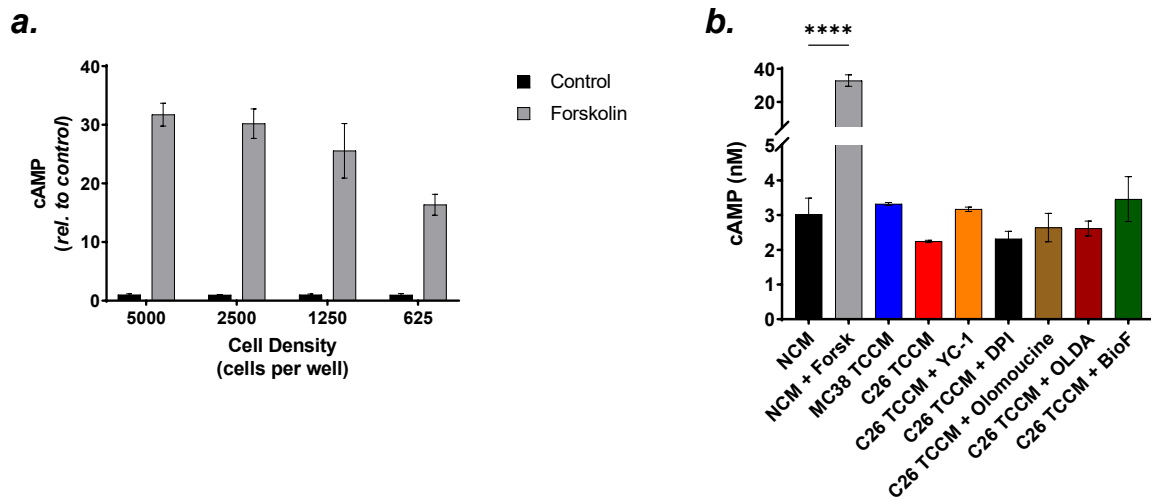 a.
40
30
20
10
0
cAMP
(rel. to control)
5000 2500 1250 625
Cell Density
(cells per well)
Control
Forskolin
b.
****
40
20
5
4
3
2
1
0
cAMP (nM)
NCM
NCM + Forsk
MC38 TCCM
C26 TCCM
C26 TCCM + YC-1
C26 TCCM + DPI
C26 TCCM + Olomoucine
C26 TCCM + OLDA
C26 TCCM + BioF